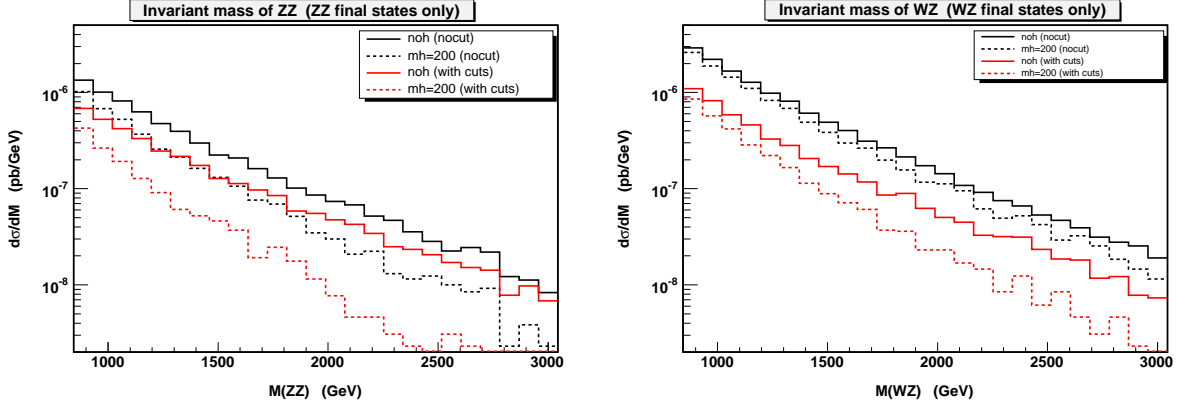 Invariant mass of ZZ (ZZ final states only)
noh (nocut)
mh=200 (nocut)
noh (with cuts)
mh=200 (with cuts)
dσ/dM (pb/GeV)
10⁻⁶
10⁻⁷
10⁻⁸
1000 1500 2000 2500 3000
M(ZZ) (GeV)
Invariant mass of WZ (WZ final states only)
noh (nocut)
mh=200 (nocut)
noh (with cuts)
mh=200 (with cuts)
dσ/dM (pb/GeV)
10⁻⁶
10⁻⁷
10⁻⁸
1000 1500 2000 2500 3000
M(WZ) (GeV)